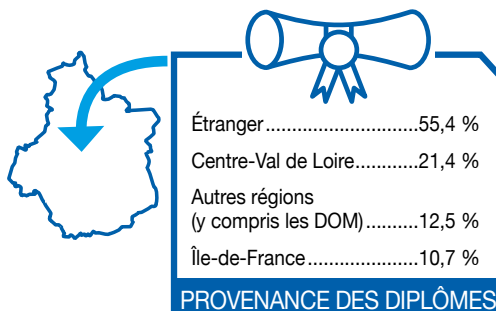 Étranger............................55,4 %
Centre-Val de Loire............21,4 %
Autres régions
(y compris les DOM)..........12,5 %
Île-de-France.....................10,7 %
PROVENANCE DES DIPLÔMES